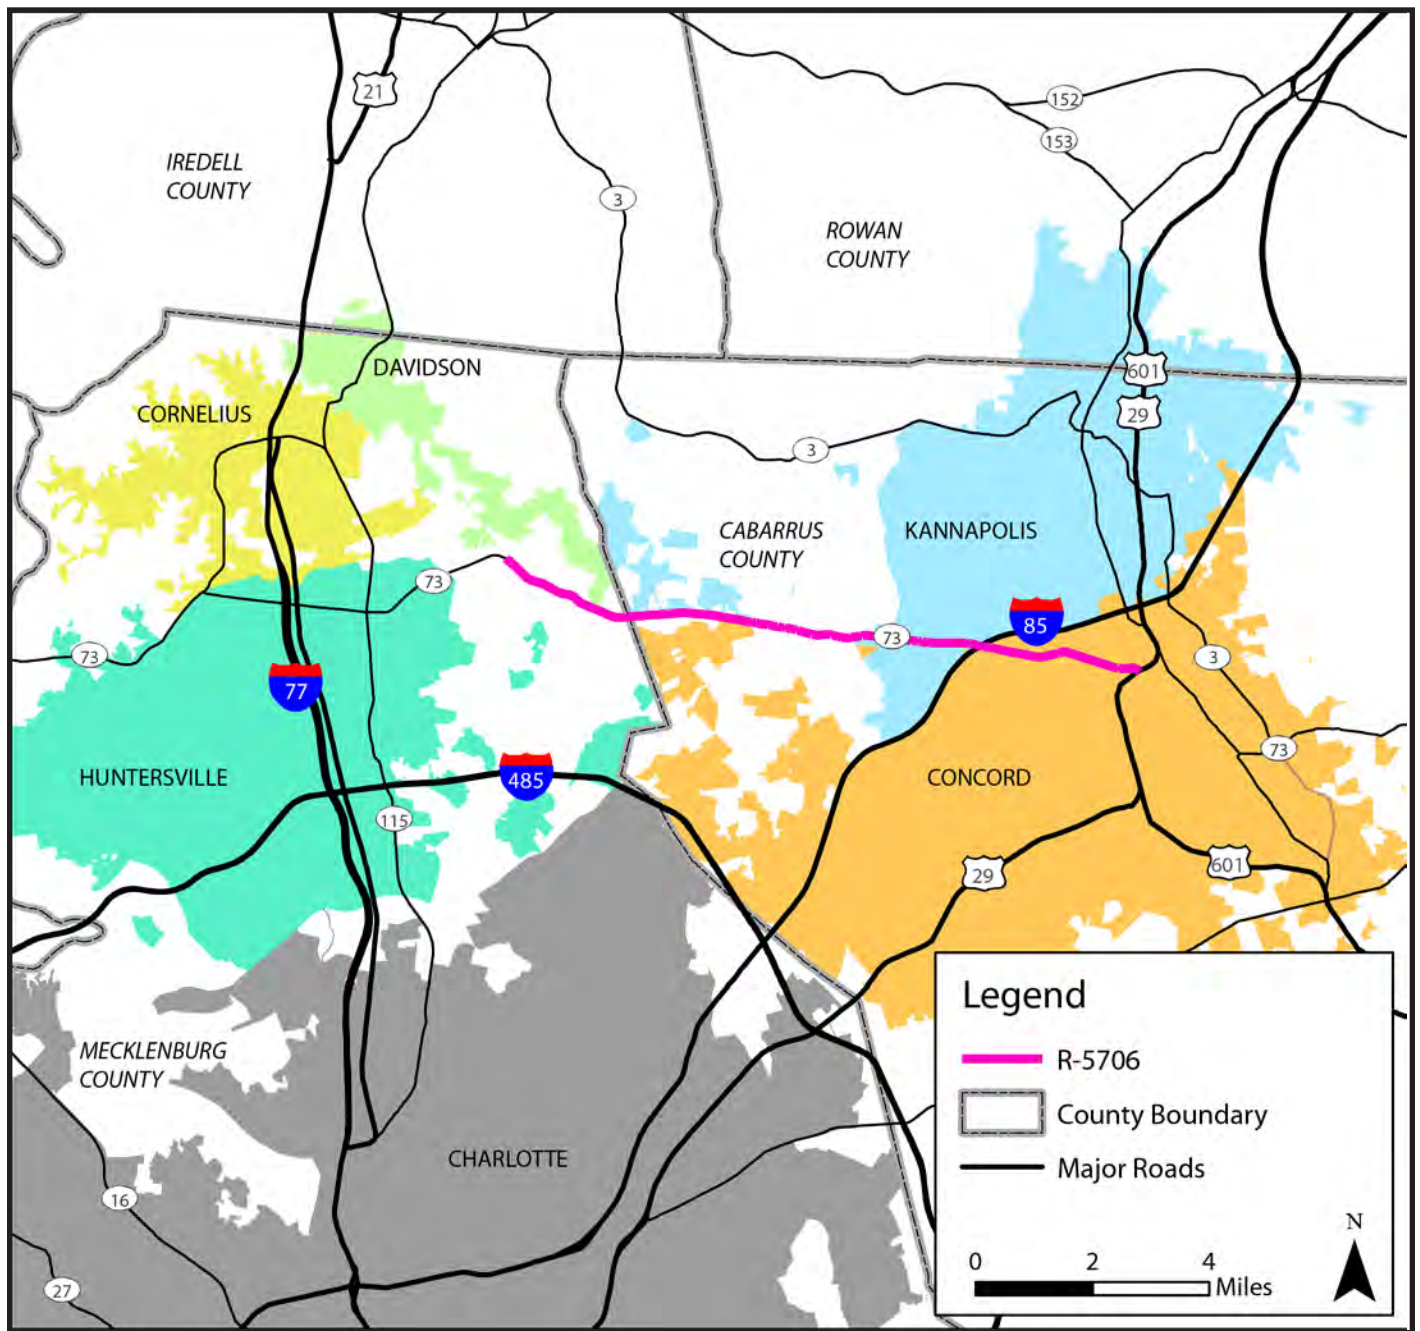 21
152
153
IREDELL
COUNTY
3
ROWAN
COUNTY
DAVIDSON
601
CORNELIUS
29
3
CABARRUS
COUNTY
KANNAPOLIS
73
85
73
73
3
77
HUNTERSVILLE
485
CONCORD
73
115
29
601
MECKLENBURG
COUNTY
CHARLOTTE
16
27
Legend
R-5706
County Boundary
Major Roads
N
0 2 4
Miles